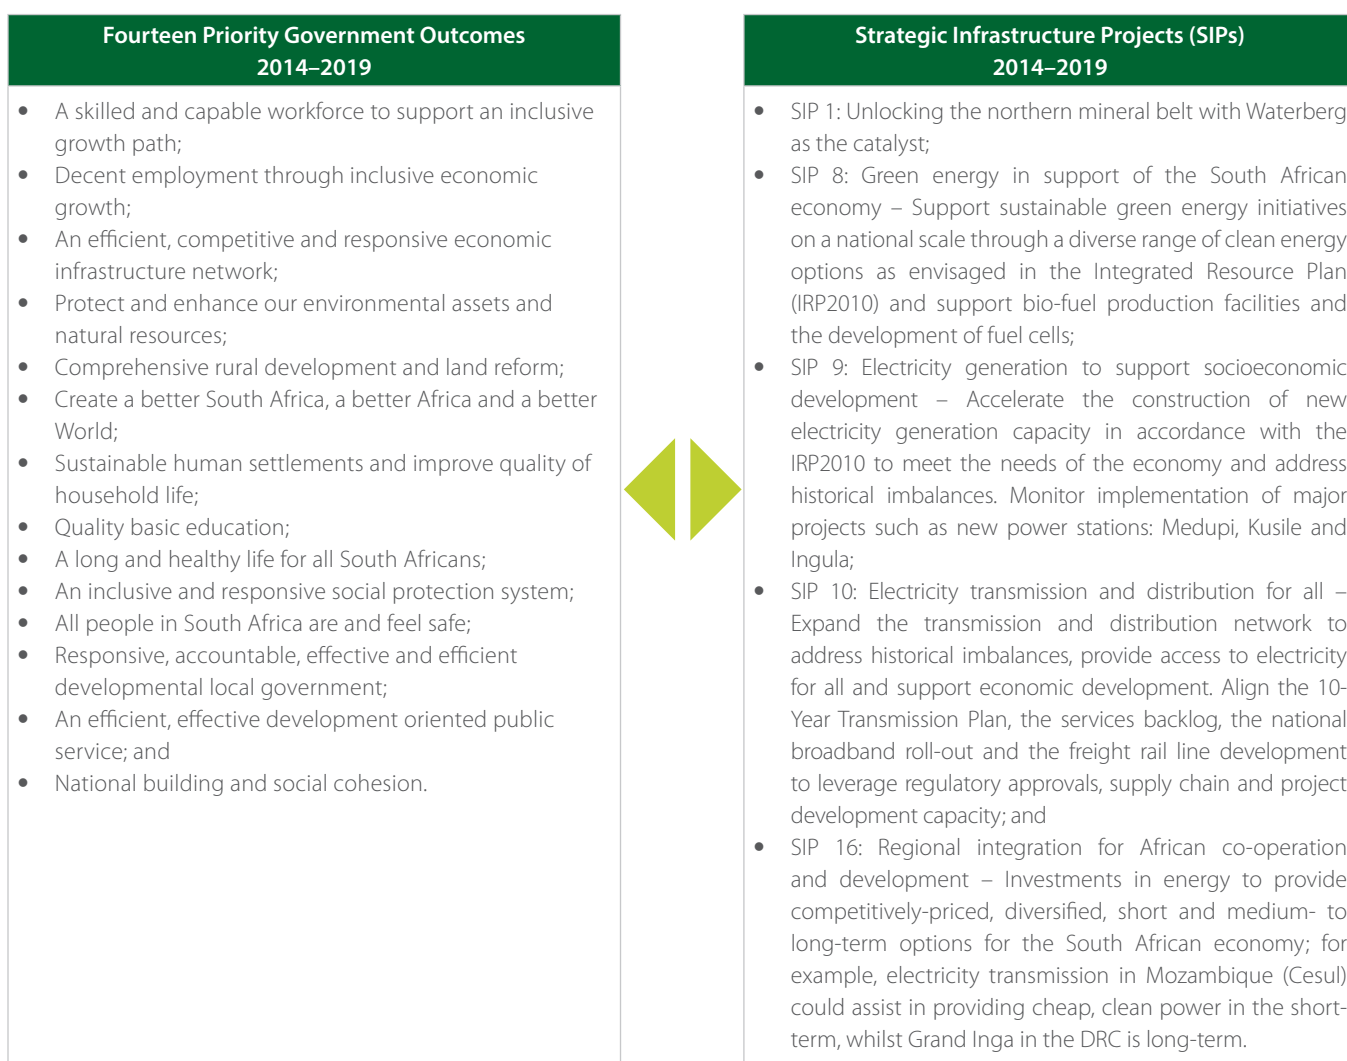 Fourteen Priority Government Outcomes
2014–2019
• A skilled and capable workforce to support an inclusive
growth path;
• Decent employment through inclusive economic
growth;
• An efficient, competitive and responsive economic
infrastructure network;
• Protect and enhance our environmental assets and
natural resources;
• Comprehensive rural development and land reform;
• Create a better South Africa, a better Africa and a better
World;
• Sustainable human settlements and improve quality of
household life;
• Quality basic education;
• A long and healthy life for all South Africans;
• An inclusive and responsive social protection system;
• All people in South Africa are and feel safe;
• Responsive, accountable, effective and efficient
developmental local government;
• An efficient, effective development oriented public
service; and
• National building and social cohesion.
Strategic Infrastructure Projects (SIPs)
2014–2019
• SIP 1: Unlocking the northern mineral belt with Waterberg
as the catalyst;
• SIP 8: Green energy in support of the South African
economy – Support sustainable green energy initiatives
on a national scale through a diverse range of clean energy
options as envisaged in the Integrated Resource Plan
(IRP2010) and support bio-fuel production facilities and
the development of fuel cells;
• SIP 9: Electricity generation to support socioeconomic
development – Accelerate the construction of new
electricity generation capacity in accordance with the
IRP2010 to meet the needs of the economy and address
historical imbalances. Monitor implementation of major
projects such as new power stations: Medupi, Kusile and
Ingula;
• SIP 10: Electricity transmission and distribution for all –
Expand the transmission and distribution network to
address historical imbalances, provide access to electricity
for all and support economic development. Align the 10-
Year Transmission Plan, the services backlog, the national
broadband roll-out and the freight rail line development
to leverage regulatory approvals, supply chain and project
development capacity; and
• SIP 16: Regional integration for African co-operation
and development – Investments in energy to provide
competitively-priced, diversified, short and medium- to
long-term options for the South African economy; for
example, electricity transmission in Mozambique (Cesul)
could assist in providing cheap, clean power in the short-
term, whilst Grand Inga in the DRC is long-term.